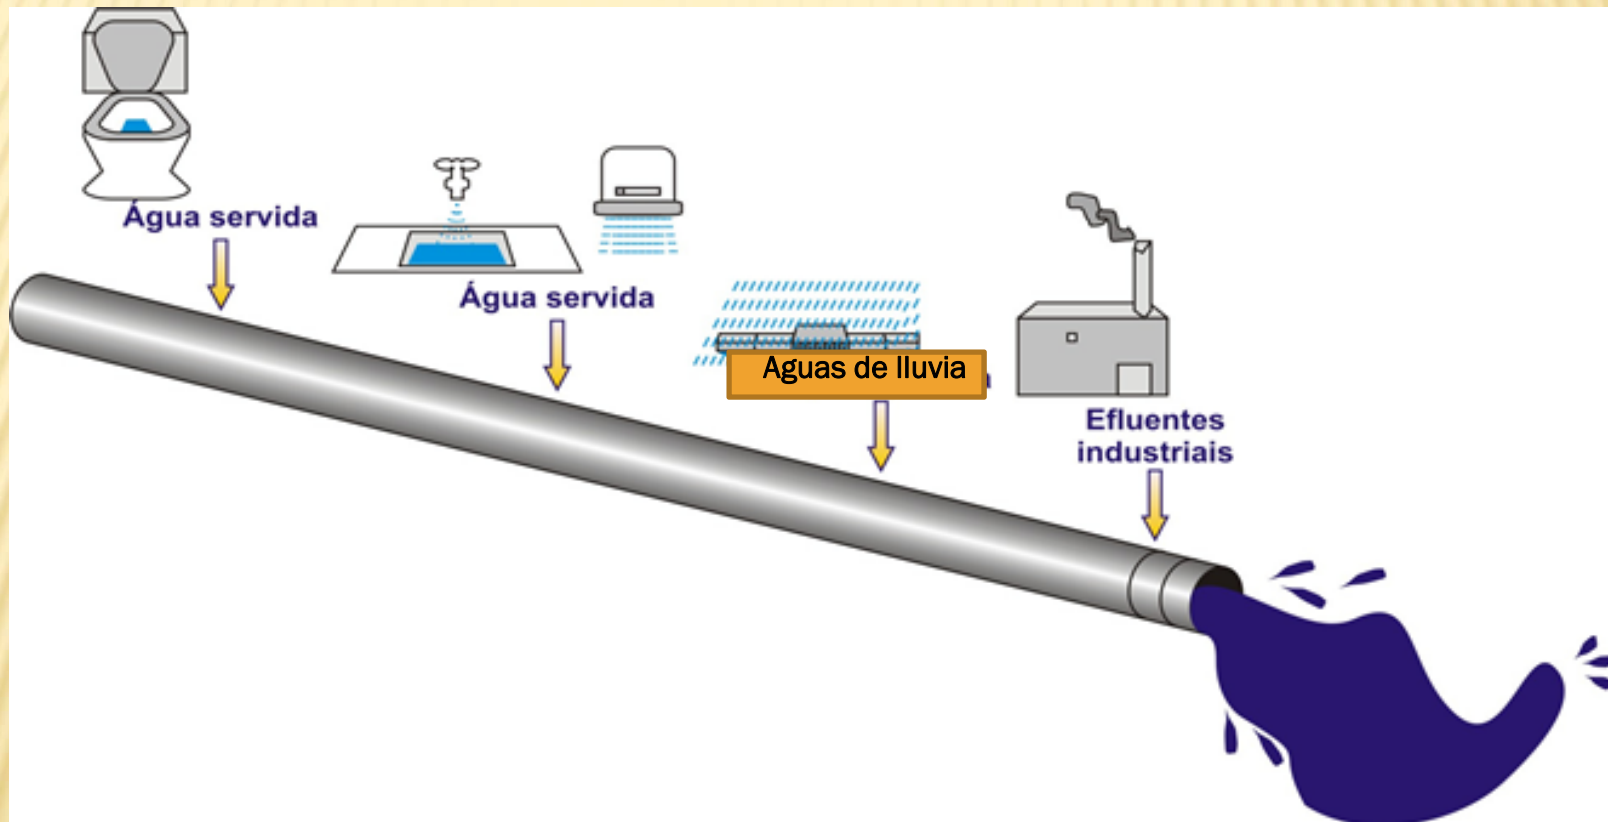 Água servida
Água servida
Aguas de lluvia
Efluentes
industriais